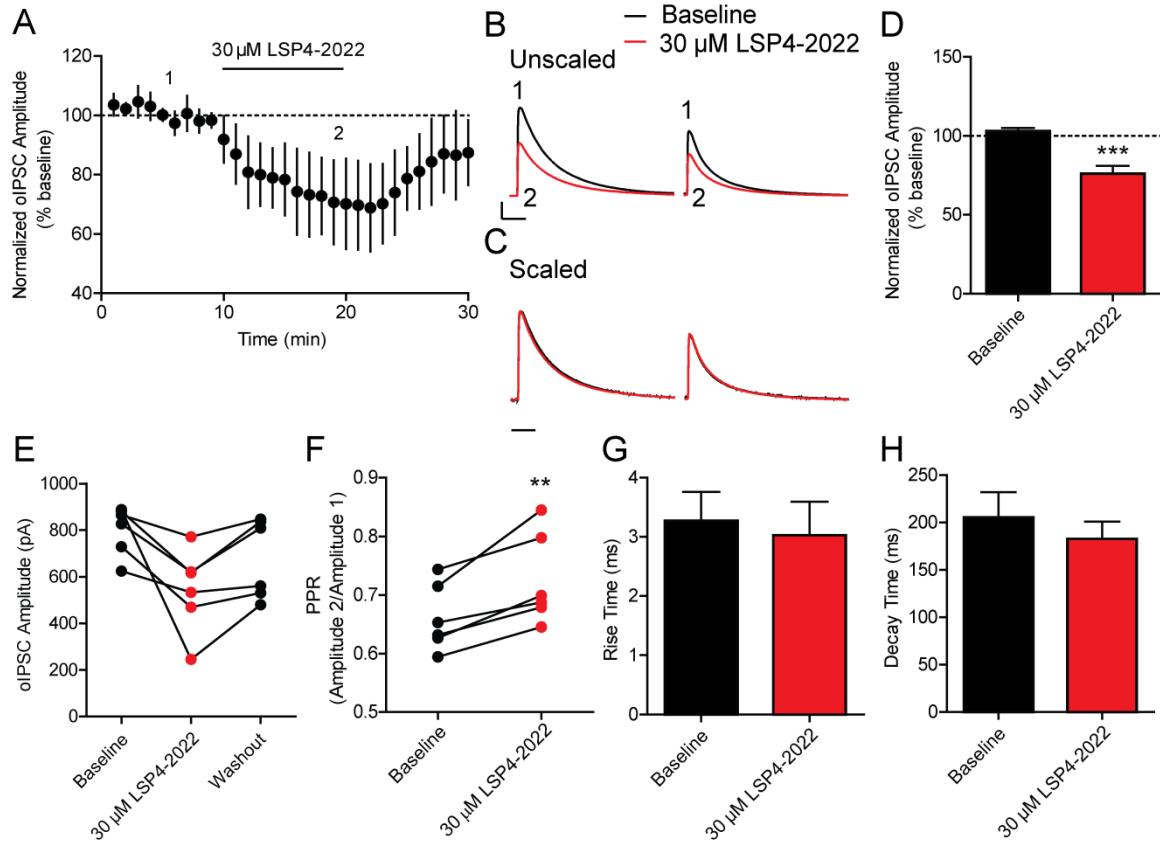 A
30 µM LSP4-2022
Normalized oIPSC Amplitude
(% baseline)
120
100
80
60
40
1
2
0
10
20
30
Time (min)
B
Baseline
30 µM LSP4-2022
Unscaled
1
1
2
2
C
Scaled
D
Normalized oIPSC Amplitude
(% baseline)
150
100
50
0
***
Baseline
30 µM LSP4-2022
E
oIPSC Amplitude (pA)
1000
800
600
400
200
0
Baseline
30 µM LSP4-2022
Washout
F
PPR
(Amplitude 2/Amplitude 1)
0.9
0.8
0.7
0.6
0.5
**
Baseline
30 µM LSP4-2022
G
Rise Time (ms)
4
3
2
1
0
Baseline
30 µM LSP4-2022
H
Decay Time (ms)
250
200
150
100
50
0
Baseline
30 µM LSP4-2022